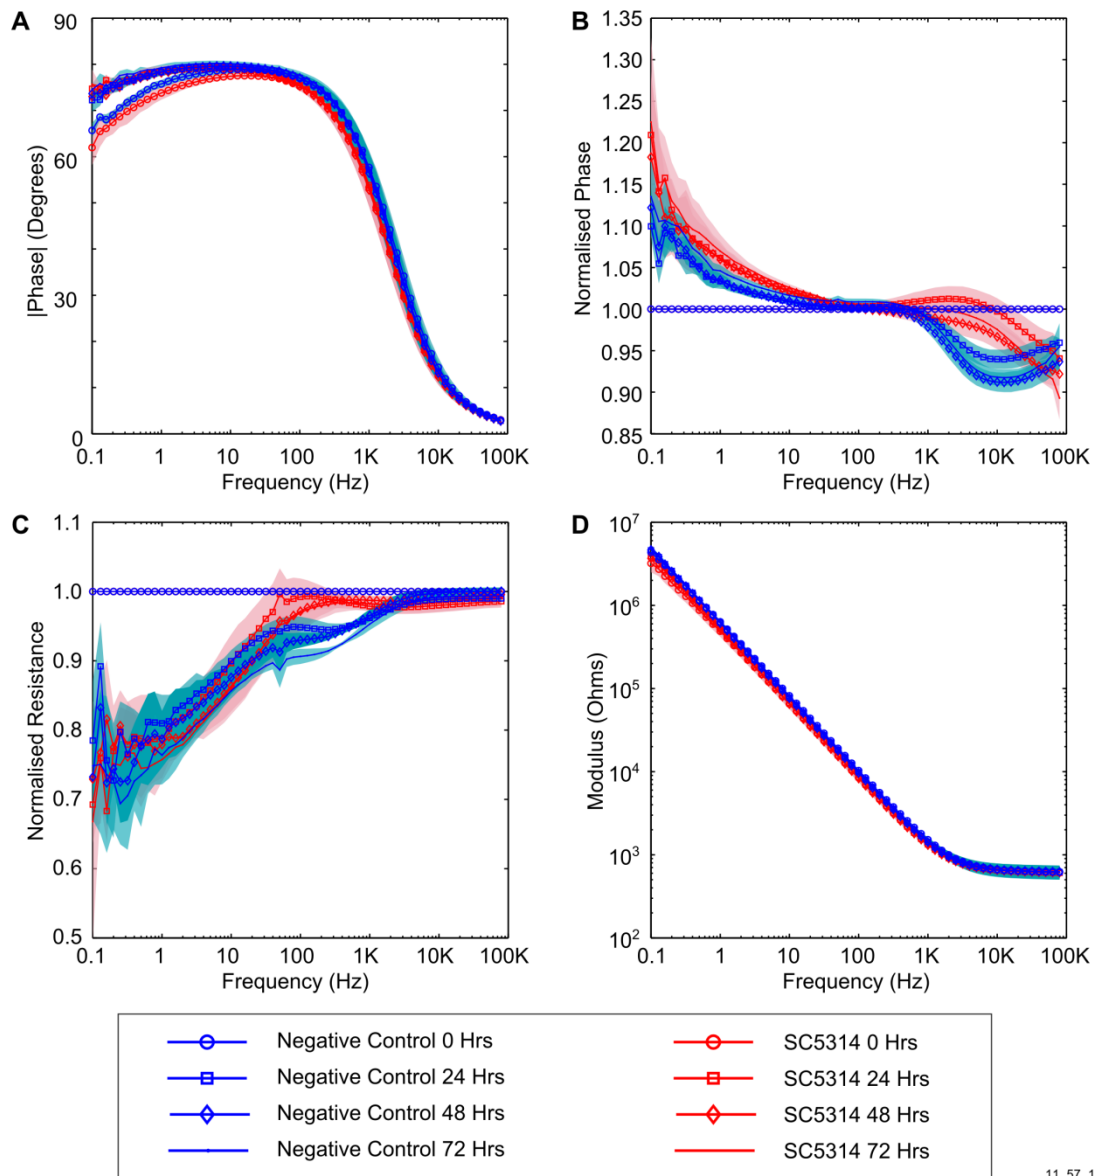 A
|Phase| (Degrees)
90
60
30
0
0.1 1 10 100 1K 10K 100K
Frequency (Hz)
B
Normalised Phase
1.35
1.30
1.25
1.20
1.15
1.10
1.05
1.00
0.95
0.90
0.85
0.1 1 10 100 1K 10K 100K
Frequency (Hz)
C
Normalised Resistance
1.1
1.0
0.9
0.8
0.7
0.6
0.5
0.1 1 10 100 1K 10K 100K
Frequency (Hz)
D
Modulus (Ohms)
10⁷
10⁶
10⁵
10⁴
10³
10²
0.1 1 10 100 1K 10K 100K
Frequency (Hz)
Negative Control 0 Hrs
Negative Control 24 Hrs
Negative Control 48 Hrs
Negative Control 72 Hrs
SC5314 0 Hrs
SC5314 24 Hrs
SC5314 48 Hrs
SC5314 72 Hrs